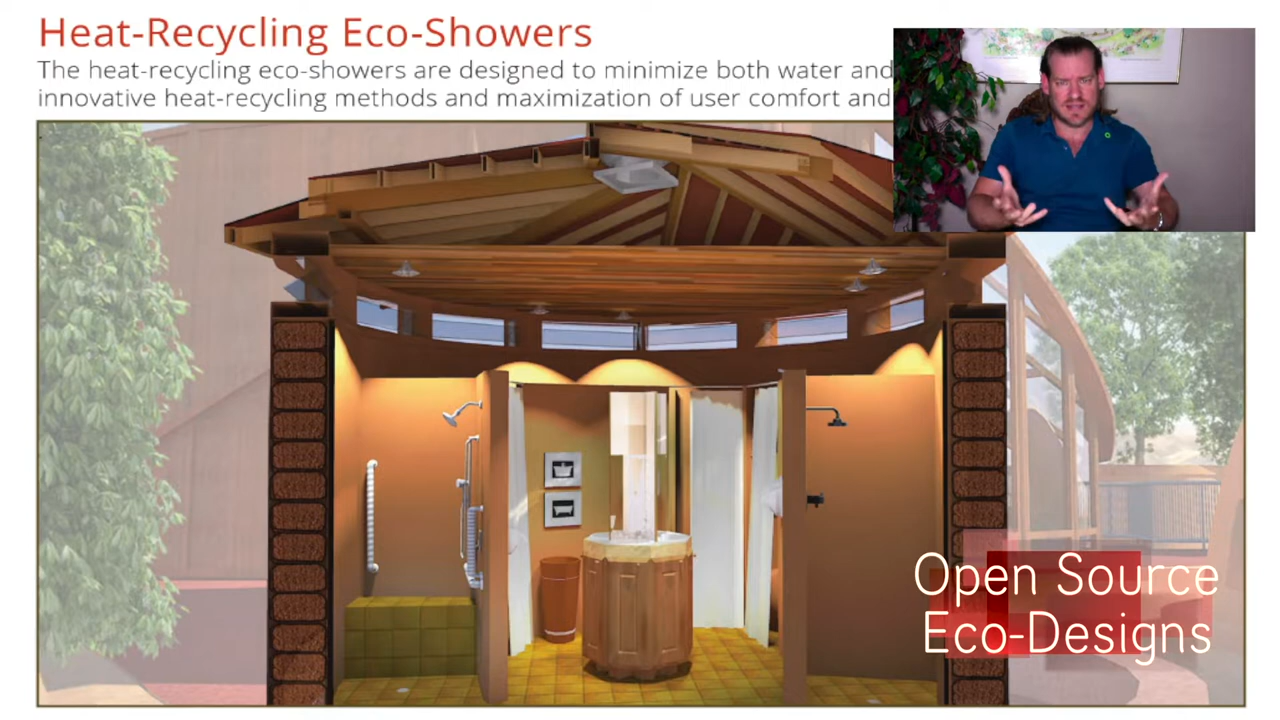 Heat-Recycling Eco-Showers
The heat-recycling eco-showers are designed to minimize both water and
innovative heat-recycling methods and maximization of user comfort and
Open Source
Eco-Designs